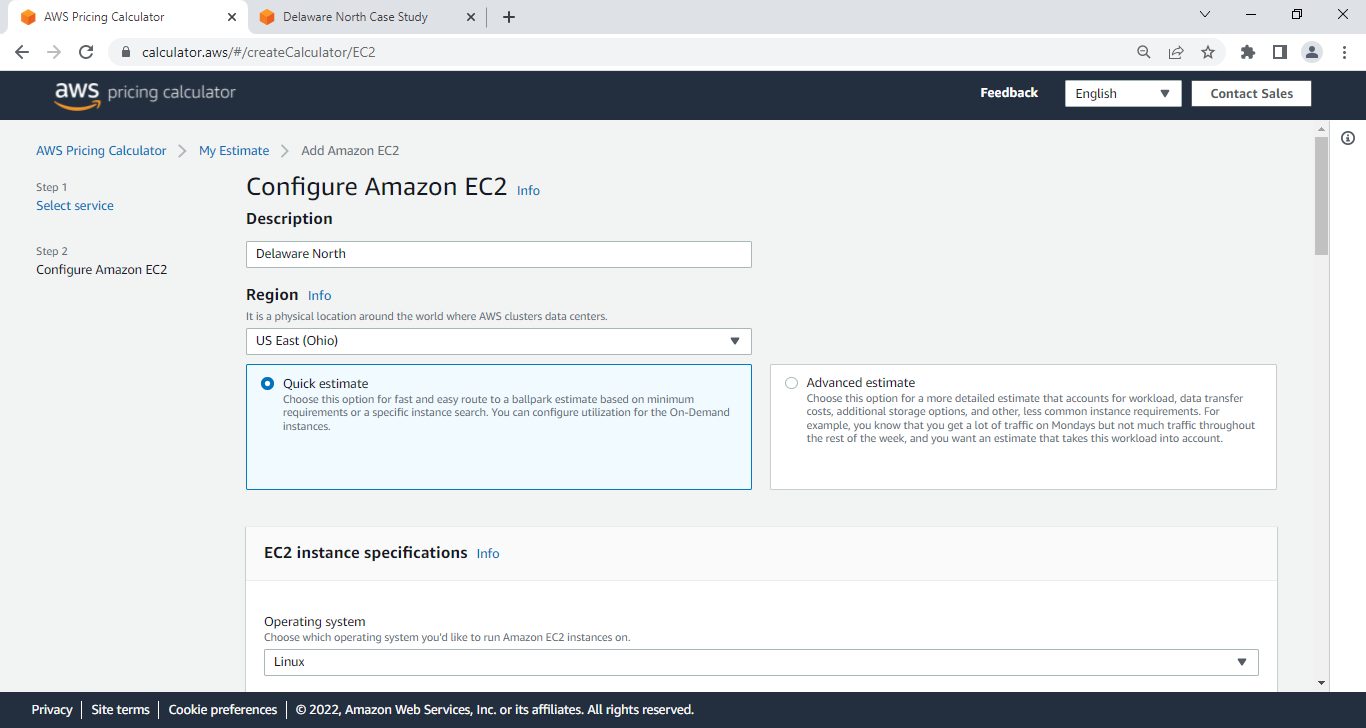 AWS Pricing Calculator
Delaware North Case Study
calculator.aws/#/createCalculator/EC2
aws pricing calculator
Feedback
English
Contact Sales
AWS Pricing Calculator
My Estimate
Add Amazon EC2
Step 1
Select service
Step 2
Configure Amazon EC2
Configure Amazon EC2 Info
Description
Delaware North
Region Info
It is a physical location around the world where AWS clusters data centers.
US East (Ohio)
Quick estimate
Choose this option for fast and easy route to a ballpark estimate based on minimum
requirements or a specific instance search. You can configure utilization for the On-Demand
instances.
Advanced estimate
Choose this option for a more detailed estimate that accounts for workload, data transfer
costs, additional storage options, and other, less common instance requirements. For
example, you know that you get a lot of traffic on Mondays but not much traffic throughout
the rest of the week, and you want an estimate that takes this workload into account.
EC2 instance specifications Info
Operating system
Choose which operating system you'd like to run Amazon EC2 instances on.
Linux
Privacy | Site terms | Cookie preferences | © 2022, Amazon Web Services, Inc. or its affiliates. All rights reserved.